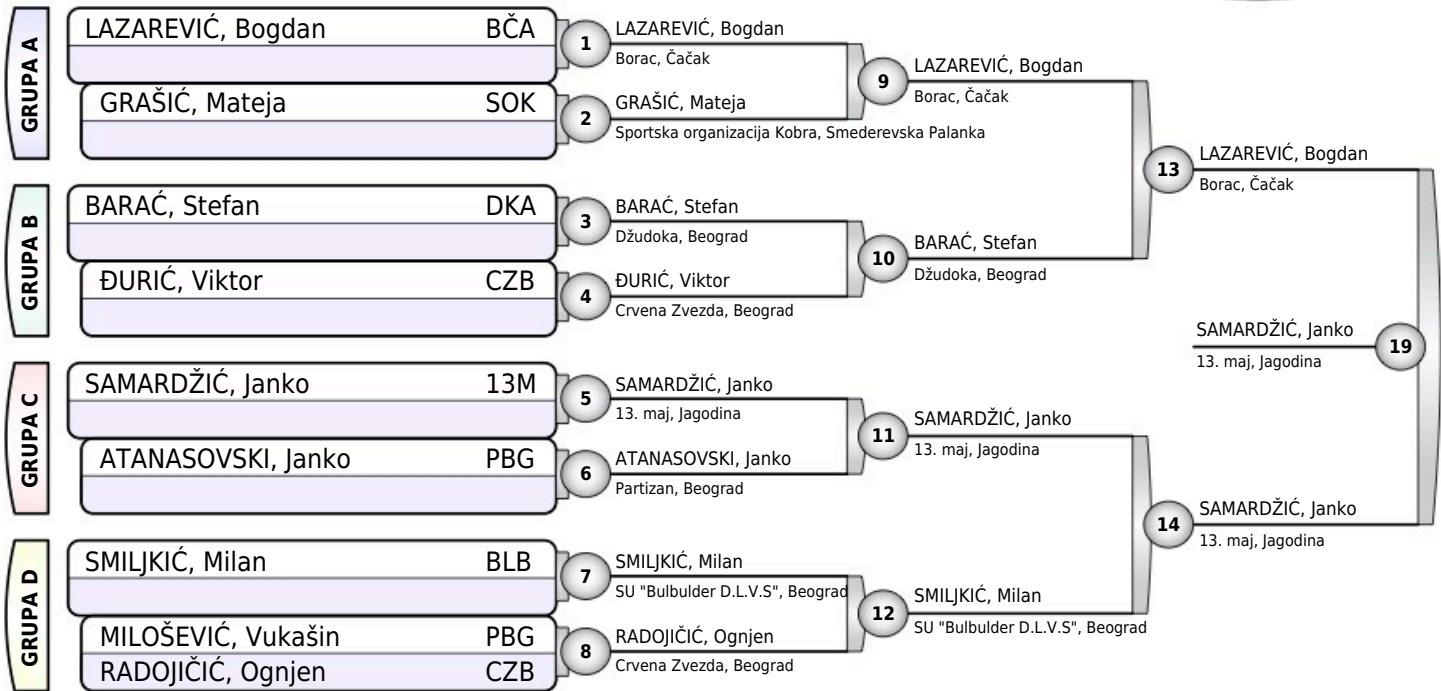 GRUPA A
LAZAREVIĆ, Bogdan BČA
GRAŠIĆ, Mateja SOK
GRUPA B
BARAĆ, Stefan DKA
ĐURIĆ, Viktor CZB
GRUPA C
SAMARDŽIĆ, Janko 13M
ATANASOVSKI, Janko PBG
GRUPA D
SMILJKIĆ, Milan BLB
MILOŠEVIĆ, Vukašin PBG
RADOJIČIĆ, Ognjen CZB
1
LAZAREVIĆ, Bogdan
Borac, Čačak
2
GRAŠIĆ, Mateja
Sportska organizacija Kobra, Smederevska Palanka
3
BARAĆ, Stefan
Džudoka, Beograd
4
ĐURIĆ, Viktor
Crvena Zvezda, Beograd
5
SAMARDŽIĆ, Janko
13. maj, Jagodina
6
ATANASOVSKI, Janko
Partizan, Beograd
7
SMILJKIĆ, Milan
SU "Bulbulder D.L.V.S", Beograd
8
RADOJIČIĆ, Ognjen
Crvena Zvezda, Beograd
9
LAZAREVIĆ, Bogdan
Borac, Čačak
10
BARAĆ, Stefan
Džudoka, Beograd
11
SAMARDŽIĆ, Janko
13. maj, Jagodina
12
SMILJKIĆ, Milan
SU "Bulbulder D.L.V.S", Beograd
13
LAZAREVIĆ, Bogdan
Borac, Čačak
14
SAMARDŽIĆ, Janko
13. maj, Jagodina
SAMARDŽIĆ, Janko
13. maj, Jagodina
19